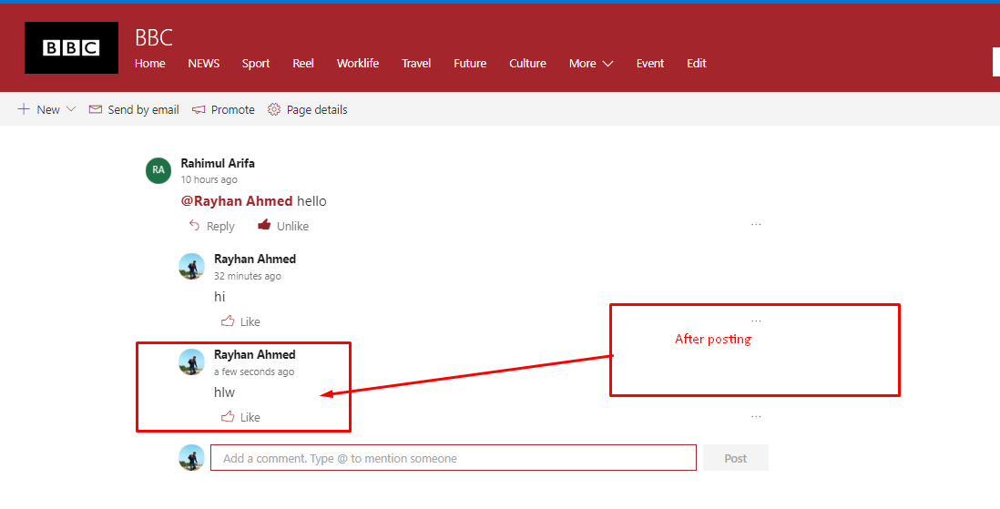 BBC
BBC
Home NEWS Sport Reel Worklife Travel Future Culture More Event Edit
New Send by email Promote Page details
RA
Rahimul Arifa
10 hours ago
@Rayhan Ahmed hello
Reply Unlike ...
Rayhan Ahmed
32 minutes ago
hi
Like ...
After posting
Rayhan Ahmed
a few seconds ago
hlw
Like ...
Add a comment. Type @ to mention someone Post